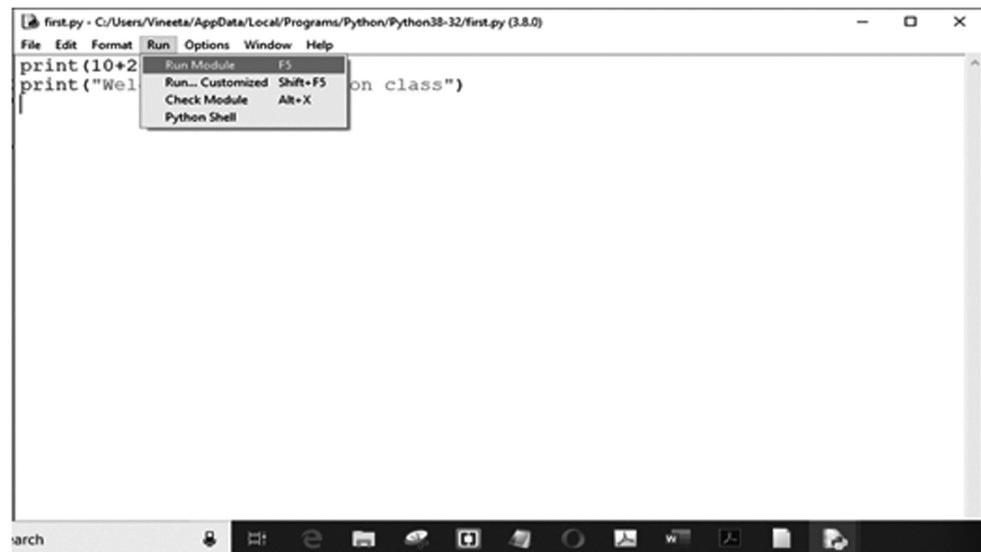 first.py - C:/Users/Vineeta/AppData/Local/Programs/Python/Python38-32/first.py (3.8.0)
File Edit Format Run Options Window Help
print(10+2
print("Wel on class")
Run Module F5
Run... Customized Shift+F5
Check Module Alt+X
Python Shell
arch